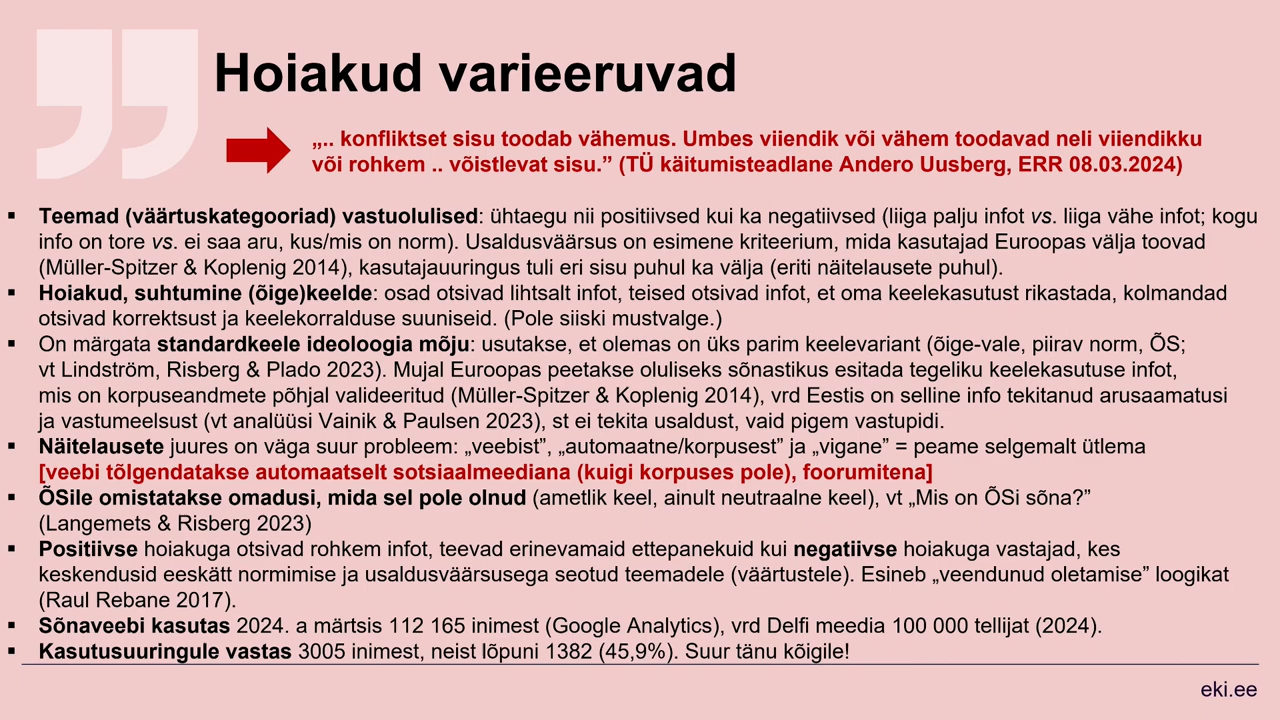 Hoiakud varieeruvad
„.. konfliktset sisu toodab vähemus. Umbes viiendik või vähem toodavad neli viiendikku
või rohkem .. võistlevat sisu.” (TÜ käitumisteadlane Andero Uusberg, ERR 08.03.2024)
▪ Teemad (väärtuskategooriad) vastuolulised: ühtaegu nii positiivsed kui ka negatiivsed (liiga palju infot vs. liiga vähe infot; kogu
info on tore vs. ei saa aru, kus/mis on norm). Usaldusväärsus on esimene kriteerium, mida kasutajad Euroopas välja toovad
(Müller-Spitzer & Koplenig 2014), kasutajauuringus tuli eri sisu puhul ka välja (eriti näitelausete puhul).
▪ Hoiakud, suhtumine (õige)keelde: osad otsivad lihtsalt infot, teised otsivad infot, et oma keelekasutust rikastada, kolmandad
otsivad korrektsust ja keelekorralduse suuniseid. (Pole siiski mustvalge.)
▪ On märgata standardkeele ideoloogia mõju: usutakse, et olemas on üks parim keelevariant (õige-vale, piirav norm, ÕS;
vt Lindström, Risberg & Plado 2023). Mujal Euroopas peetakse oluliseks sõnastikus esitada tegeliku keelekasutuse infot,
mis on korpuseandmete põhjal valideeritud (Müller-Spitzer & Koplenig 2014), vrd Eestis on selline info tekitanud arusaamatusi
ja vastumeelsust (vt analüüsi Vainik & Paulsen 2023), st ei tekita usaldust, vaid pigem vastupidi.
▪ Näitelausete juures on väga suur probleem: „veebist”, „automaatne/korpusest” ja „vigane” = peame selgemalt ütlema
[veebi tõlgendatakse automaatselt sotsiaalmeediana (kuigi korpuses pole), foorumitena]
▪ ÕSile omistatakse omadusi, mida sel pole olnud (ametlik keel, ainult neutraalne keel), vt „Mis on ÕSi sõna?”
(Langemets & Risberg 2023)
▪ Positiivse hoiakuga otsivad rohkem infot, teevad erinevamaid ettepanekuid kui negatiivse hoiakuga vastajad, kes
keskendusid eeskätt normimise ja usaldusväärsusega seotud teemadele (väärtustele). Esineb „veendunud oletamise” loogikat
(Raul Rebane 2017).
▪ Sõnaveebi kasutas 2024. a märtsis 112 165 inimest (Google Analytics), vrd Delfi meedia 100 000 tellijat (2024).
▪ Kasutusuuringule vastas 3005 inimest, neist lõpuni 1382 (45,9%). Suur tänu kõigile!
eki.ee